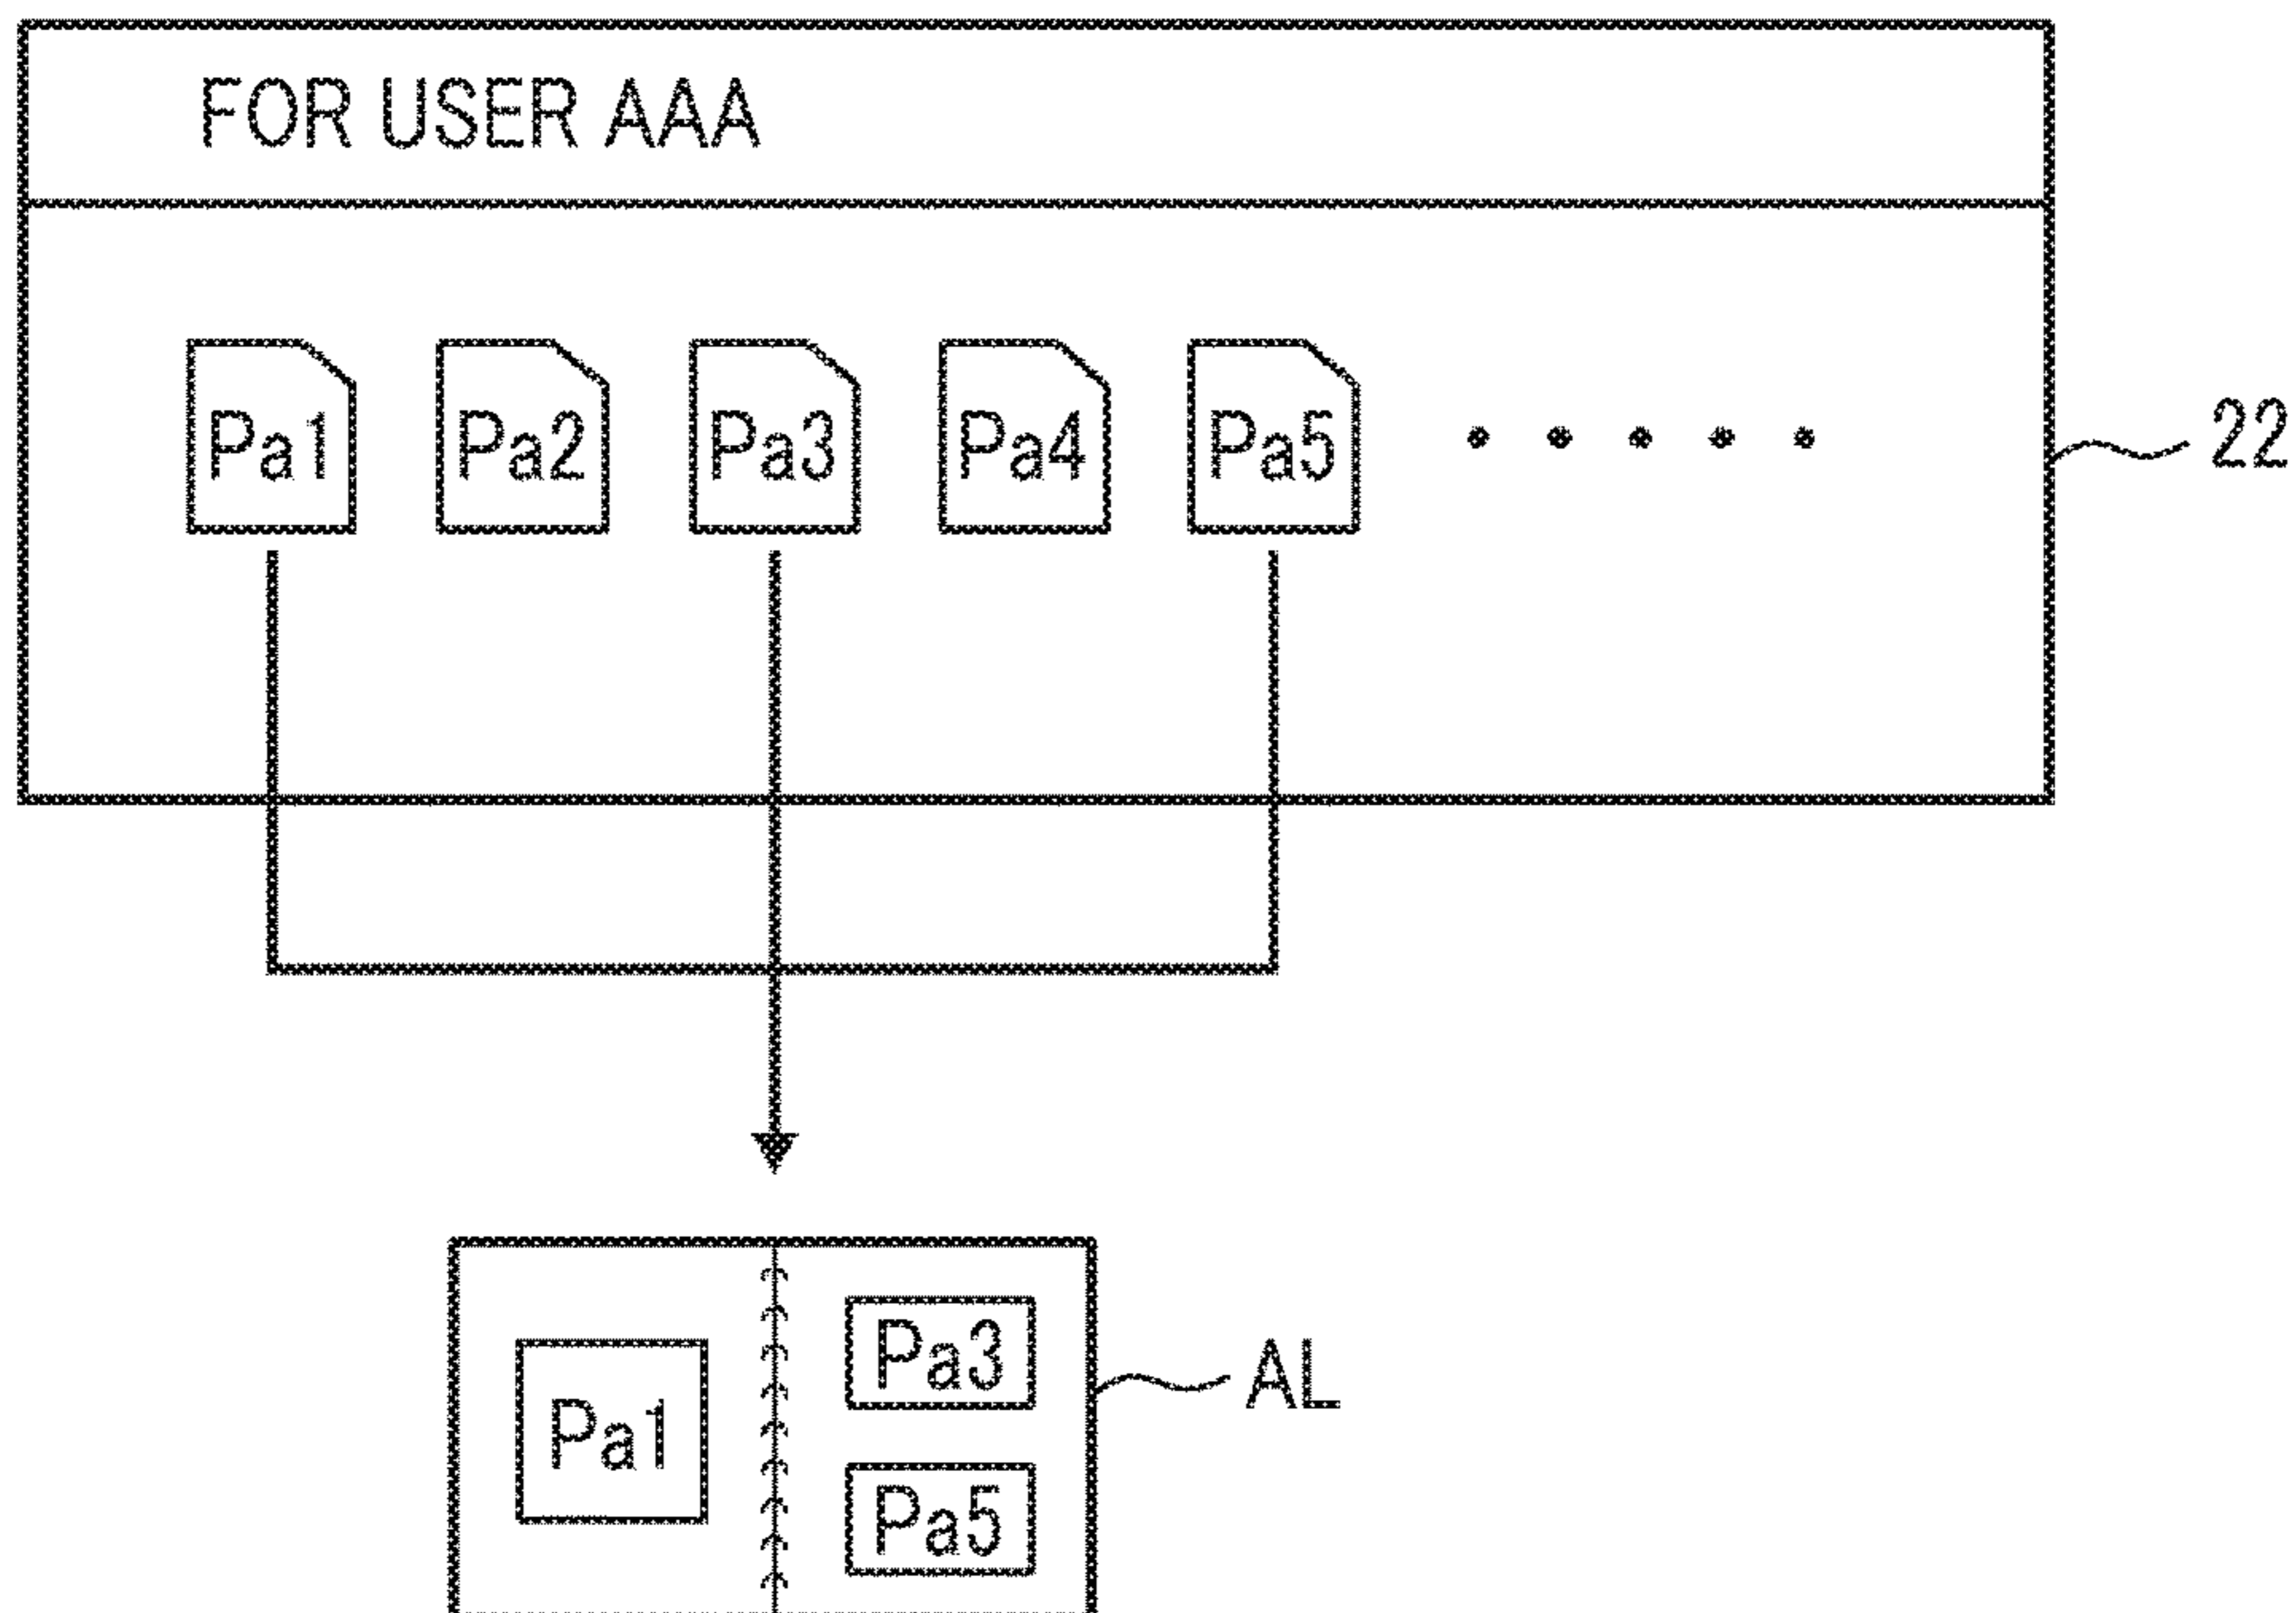 FOR USER AAA
Pa1 Pa2 Pa3 Pa4 Pa5 • • • • •
22
Pa1
Pa3
Pa5
AL